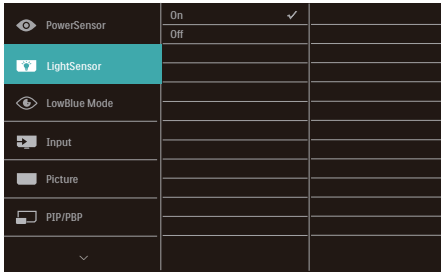 PowerSensor
LightSensor
LowBlue Mode
Input
Picture
PIP/PBP
On
Off